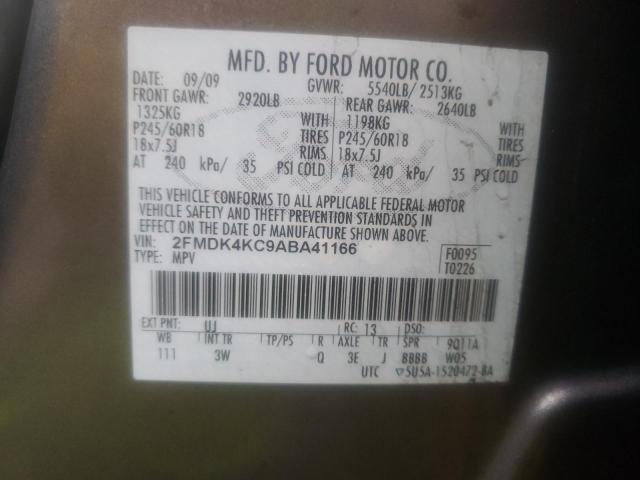 MFD. BY FORD MOTOR CO.
DATE: 09/09 GVWR: 5540LB/ 2513KG
FRONT GAWR: 2920LB REAR GAWR: 2640LB
1325KG WITH 1198KG WITH
P245/60R18 TIRES P245/60R18 TIRES
18x7.5J RIMS 18x7.5J RIMS
AT 240 kPa/ 35 PSI COLD AT 240 kPa/ 35 PSI COLD
THIS VEHICLE CONFORMS TO ALL APPLICABLE FEDERAL MOTOR
VEHICLE SAFETY AND THEFT PREVENTION STANDARDS IN
EFFECT ON THE DATE OF MANUFACTURE SHOWN ABOVE.
VIN: 2FMDK4KC9ABA41166 F0095
TYPE: MPV T0226
EXT PNT: UJ RC: 13 DSO:
WB INT TR TP/PS R AXLE TR SPR 9011A
111 3W Q 3E J BBBB W05
UTC 5U5A-1520472-BA